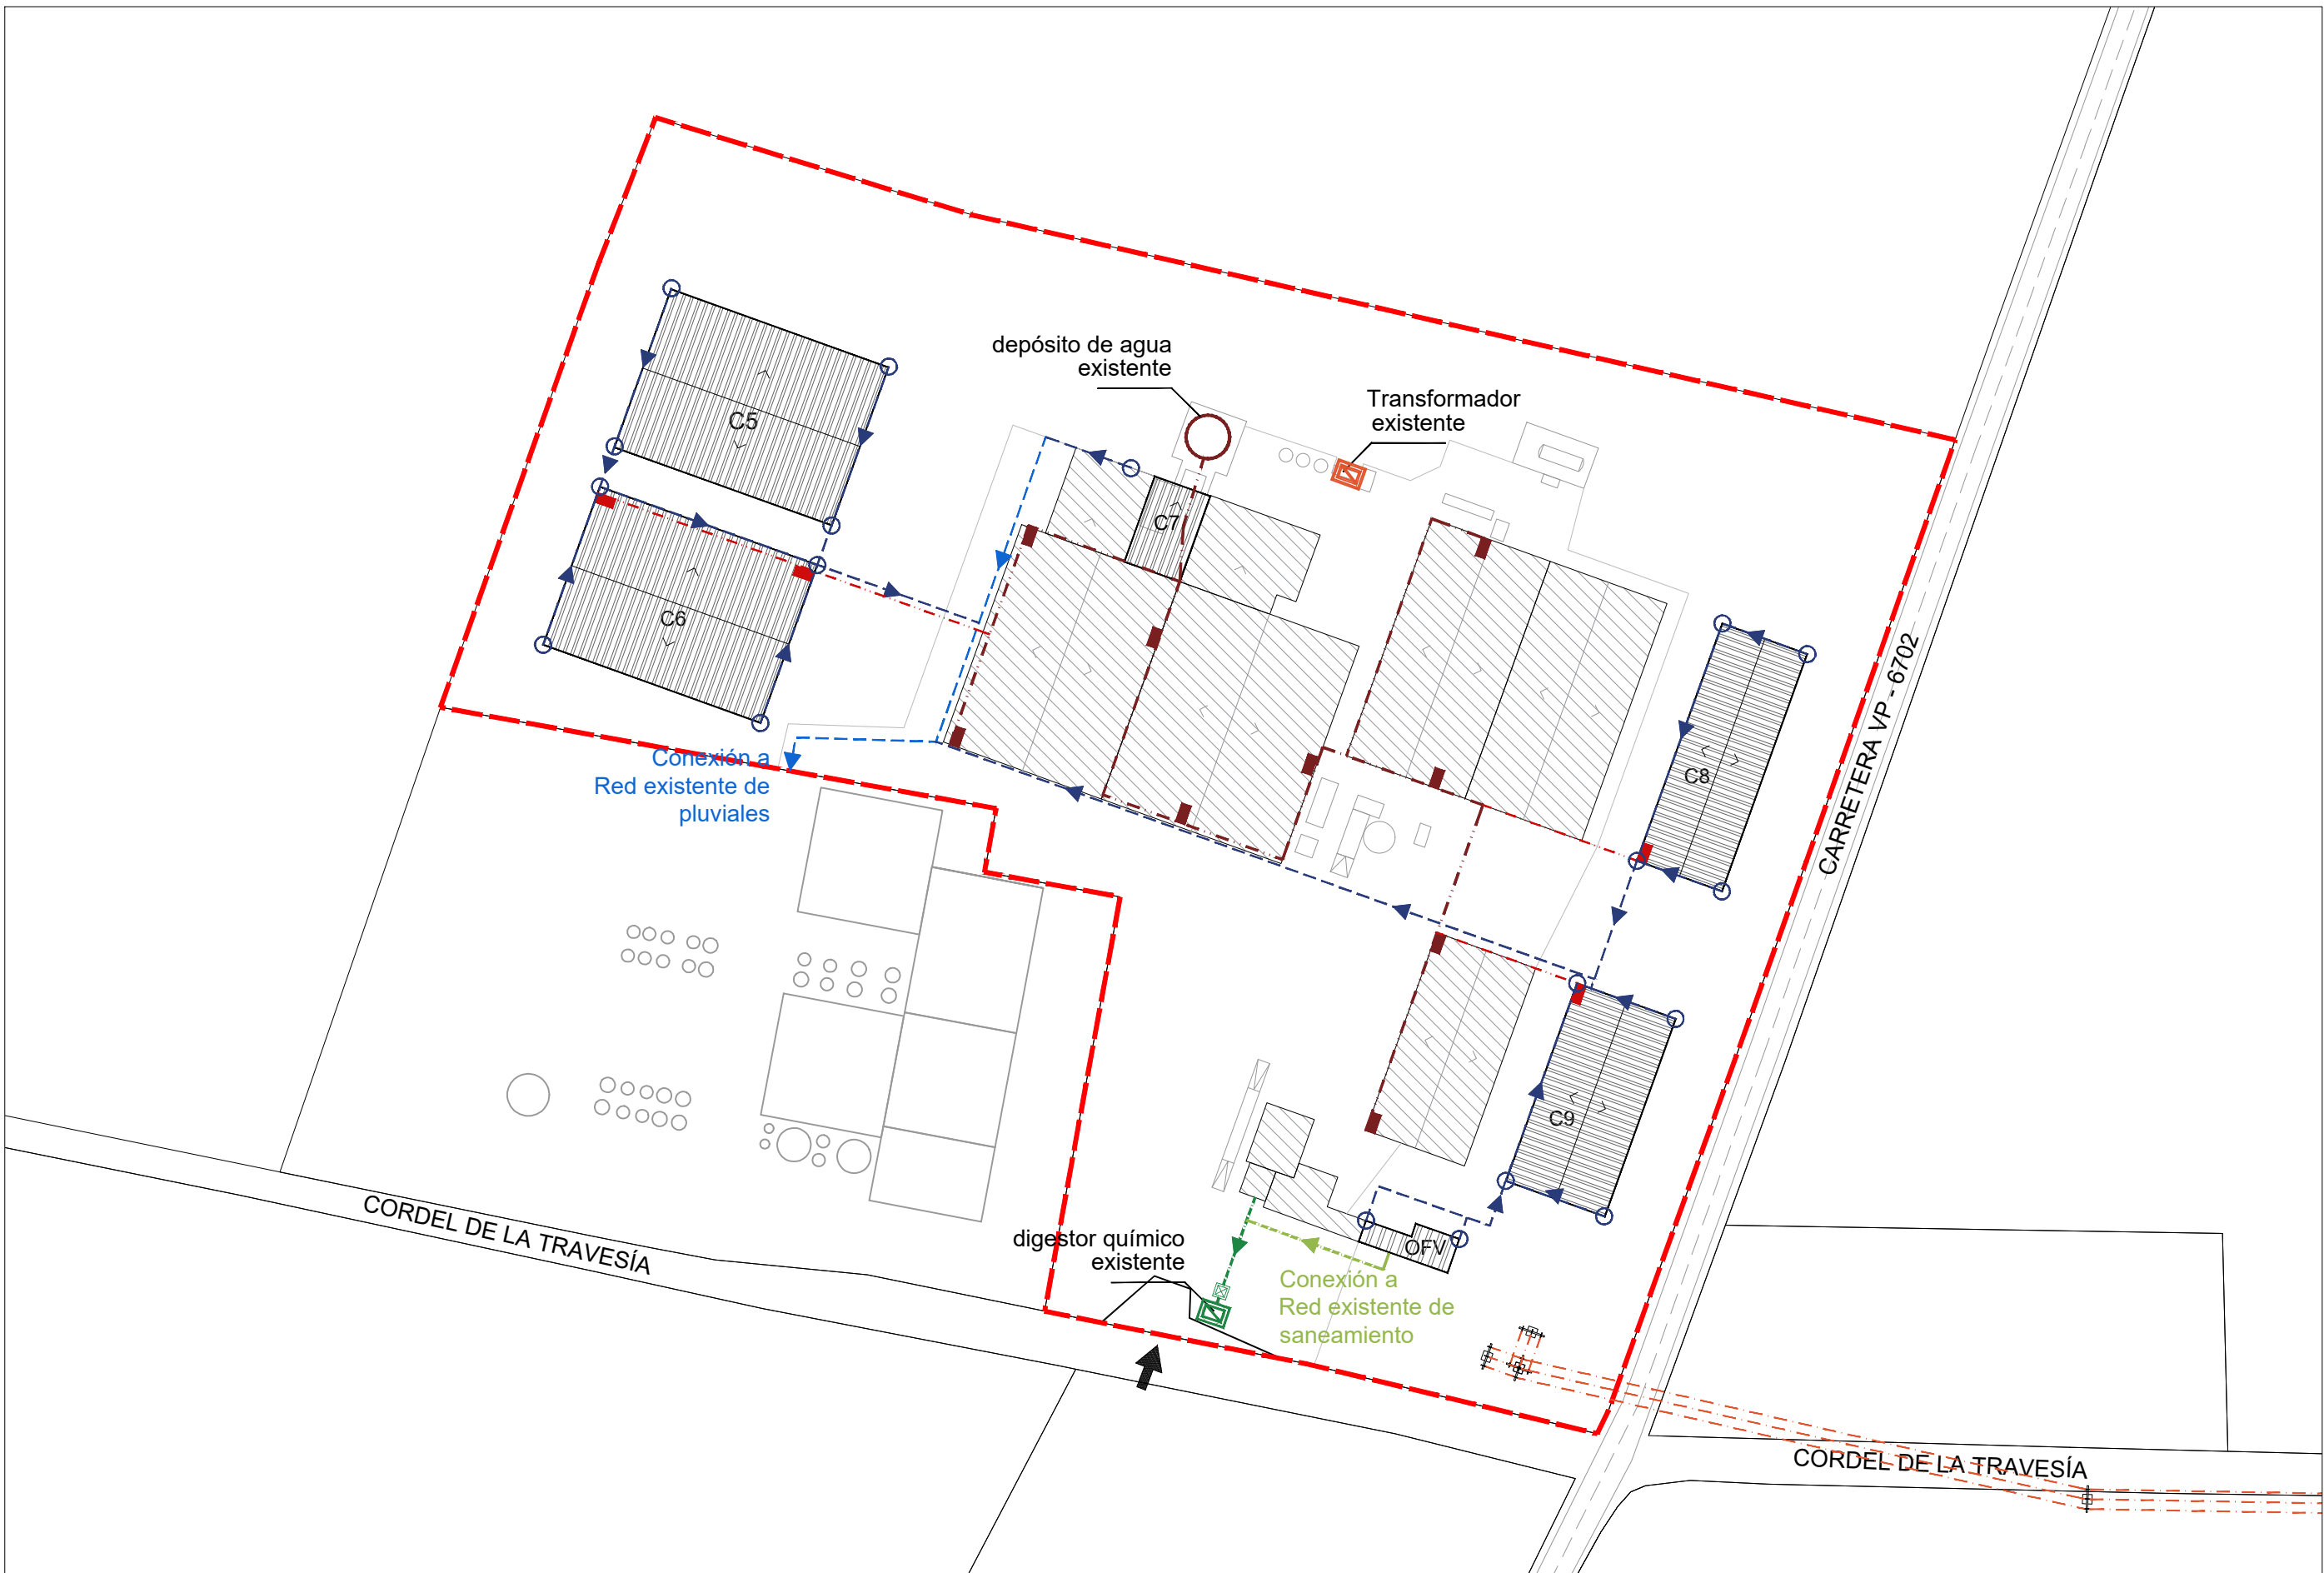 depósito de agua
existente
Transformador
existente
C5
C7
C6
CARRETERA VP - 6702
Conexión a
Red existente de
pluviales
C8
C9
CORDEL DE LA TRAVESÍA
digestor químico
existente
OFV
Conexión a
Red existente de
saneamiento
CORDEL DE LA TRAVESÍA